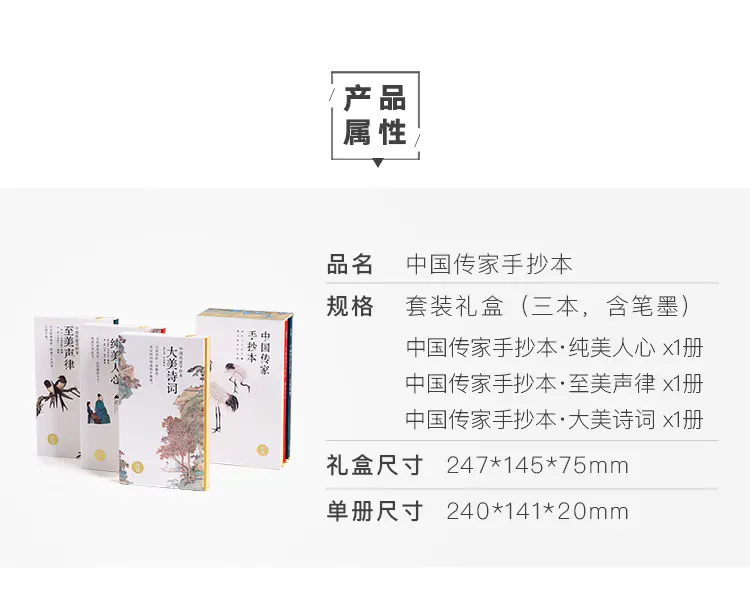 产品
属性
品名 中国传家手抄本
规格 套装礼盒（三本，含笔墨）
中国传家手抄本·纯美人心 x1册
中国传家手抄本·至美声律 x1册
中国传家手抄本·大美诗词 x1册
礼盒尺寸 247*145*75mm
单册尺寸 240*141*20mm
至美声律
纯美人心
大美诗词
中国传家
手抄本